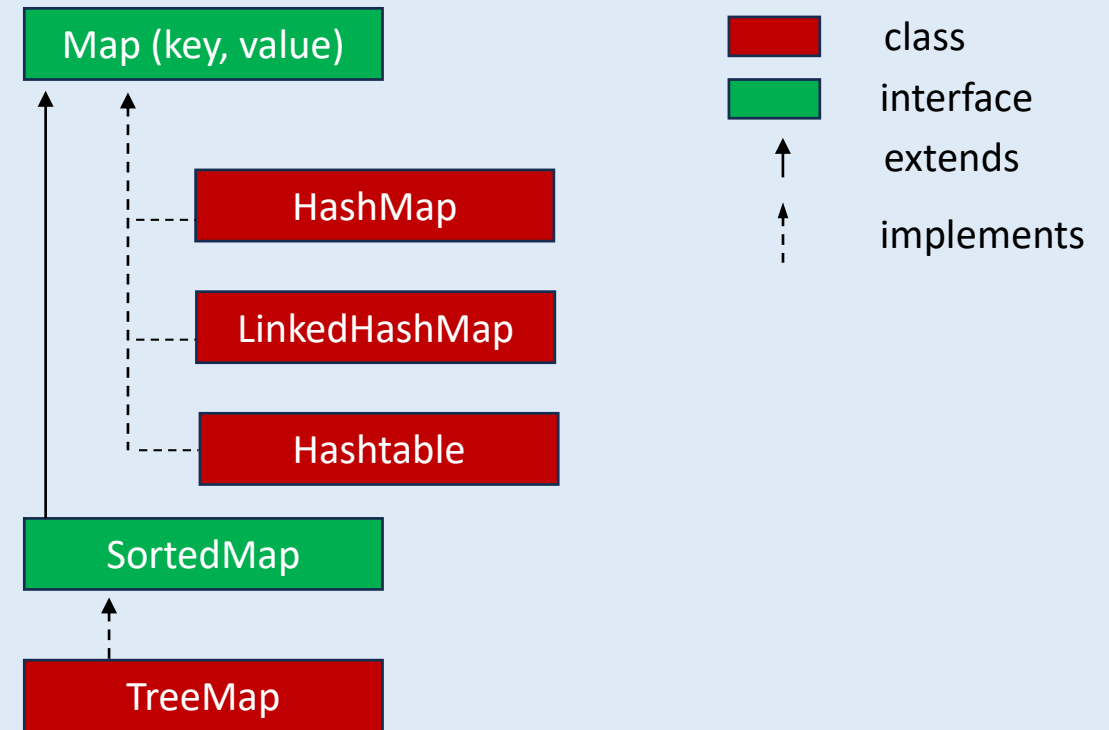 Map (key, value)
HashMap
LinkedHashMap
Hashtable
SortedMap
TreeMap
class
interface
extends
implements